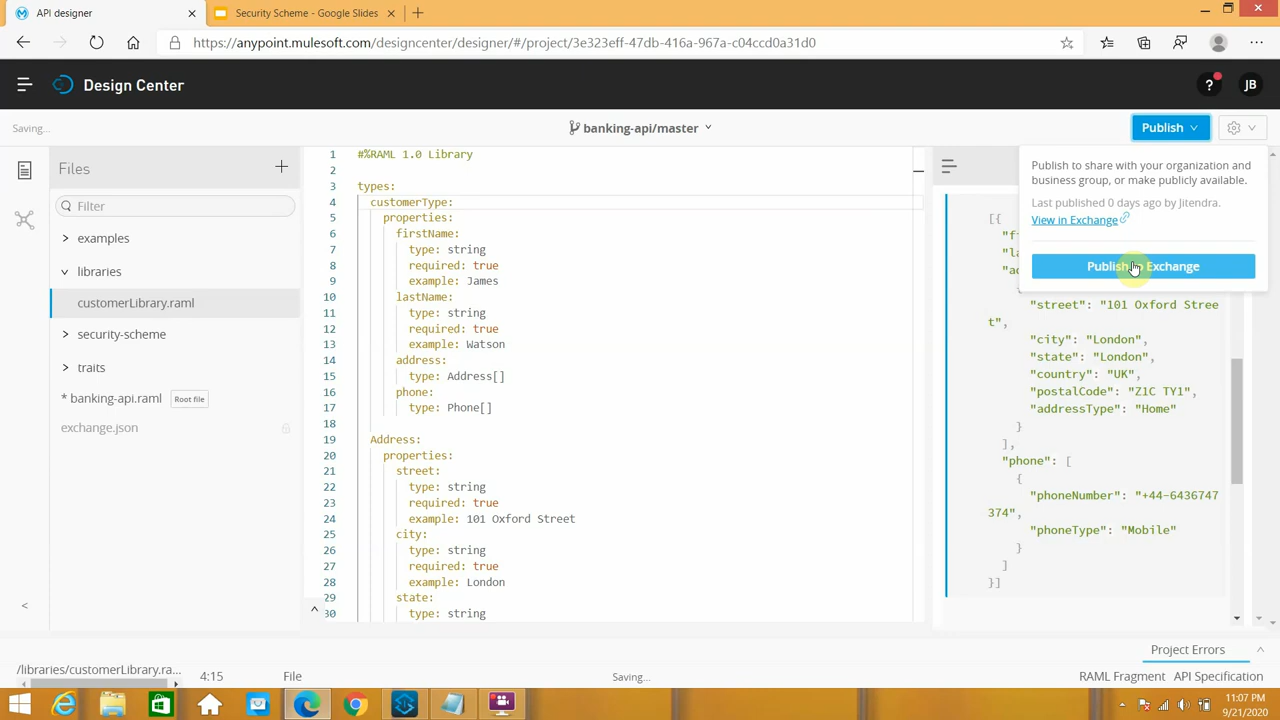 API designer
Security Scheme - Google Slides
https://anypoint.mulesoft.com/designcenter/designer/#/project/3e323eff-47db-416a-967a-c04ccd0a31d0
Design Center
? JB
Saving...
banking-api/master
Publish
Files
Filter
examples
libraries
customerLibrary.raml
security-scheme
traits
* banking-api.raml Root file
exchange.json
1 #%RAML 1.0 Library
2
3 types:
4 customerType:
5 properties:
6 firstName:
7 type: string
8 required: true
9 example: James
10 lastName:
11 type: string
12 required: true
13 example: Watson
14 address:
15 type: Address[]
16 phone:
17 type: Phone[]
18
19 Address:
20 properties:
21 street:
22 type: string
23 required: true
24 example: 101 Oxford Street
25 city:
26 type: string
27 required: true
28 example: London
29 state:
30 type: string
Publish to share with your organization and
business group, or make publicly available.
Last published 0 days ago by Jitendra.
View in Exchange
Exchange
[{
"street": "101 Oxford Stree
t",
"city": "London",
"state": "London",
"country": "UK",
"postalCode": "Z1C TY1",
"addressType": "Home"
}
],
"phone": [
{
"phoneNumber": "+44-6436747
374",
"phoneType": "Mobile"
}
]
}]
Project Errors
/libraries/customerLibrary.ra...
4:15
File
Saving...
RAML Fragment API Specification
11:07 PM
9/21/2020